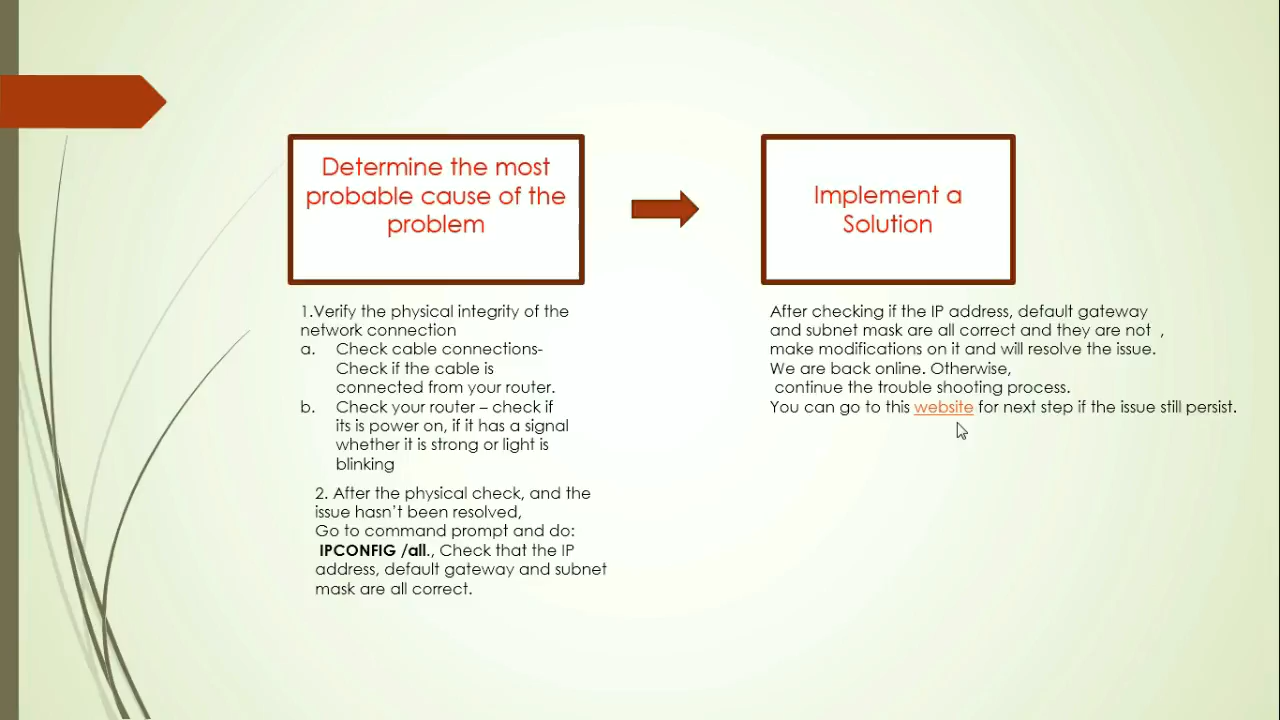 Determine the most
probable cause of the
problem
Implement a
Solution
1.Verify the physical integrity of the
network connection
a. Check cable connections-
Check if the cable is
connected from your router.
b. Check your router – check if
its is power on, if it has a signal
whether it is strong or light is
blinking
2. After the physical check, and the
issue hasn't been resolved,
Go to command prompt and do:
IPCONFIG /all., Check that the IP
address, default gateway and subnet
mask are all correct.
After checking if the IP address, default gateway
and subnet mask are all correct and they are not ,
make modifications on it and will resolve the issue.
We are back online. Otherwise,
continue the trouble shooting process.
You can go to this website for next step if the issue still persist.